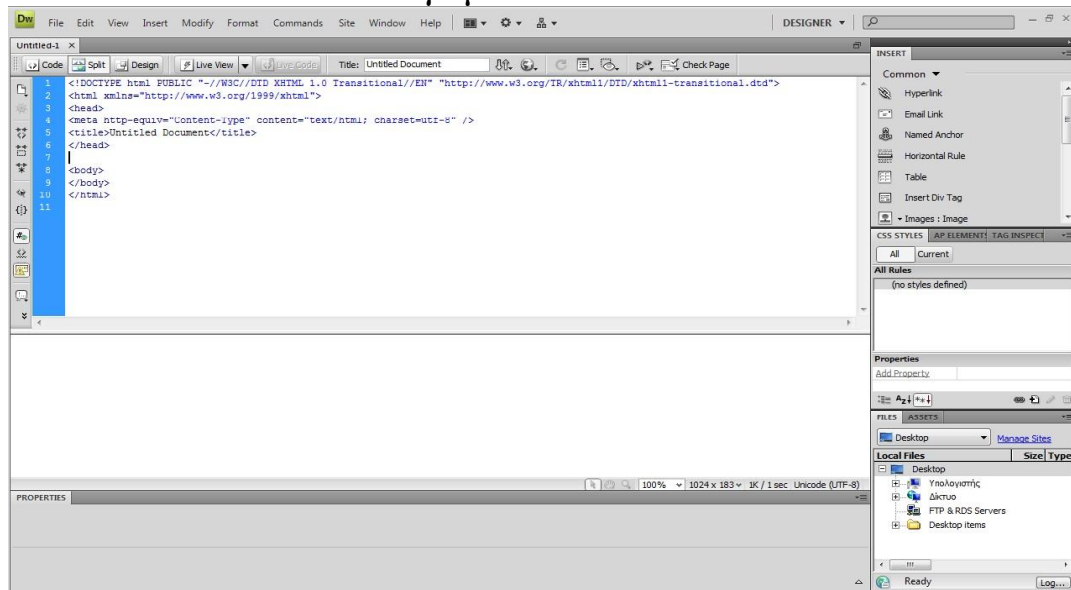 Dw File Edit View Insert Modify Format Commands Site Window Help DESIGNER
Untitled-1 ×
Code Split Design Live View Live Code Title: Untitled Document Check Page
1 <!DOCTYPE html PUBLIC "-//W3C//DTD XHTML 1.0 Transitional//EN" "http://www.w3.org/TR/xhtml1/DTD/xhtml1-transitional.dtd">
2 <html xmlns="http://www.w3.org/1999/xhtml">
3 <head>
4 <meta http-equiv="Content-Type" content="text/html; charset=utf-8" />
5 <title>Untitled Document</title>
6 </head>
7
8 <body>
9 </body>
10 </html>
11
100% 1024 x 183 1K / 1 sec Unicode (UTF-8)
PROPERTIES
INSERT
Common
Hyperlink
Email Link
Named Anchor
Horizontal Rule
Table
Insert Div Tag
Images : Image
CSS STYLES AP ELEMENTS TAG INSPECT
All Current
All Rules
(no styles defined)
Properties
Add Property
FILES ASSETS
Desktop Manage Sites
Local Files Size Type
Desktop
Υπολογιστής
Δίκτυο
FTP & RDS Servers
Desktop items
Ready Log...